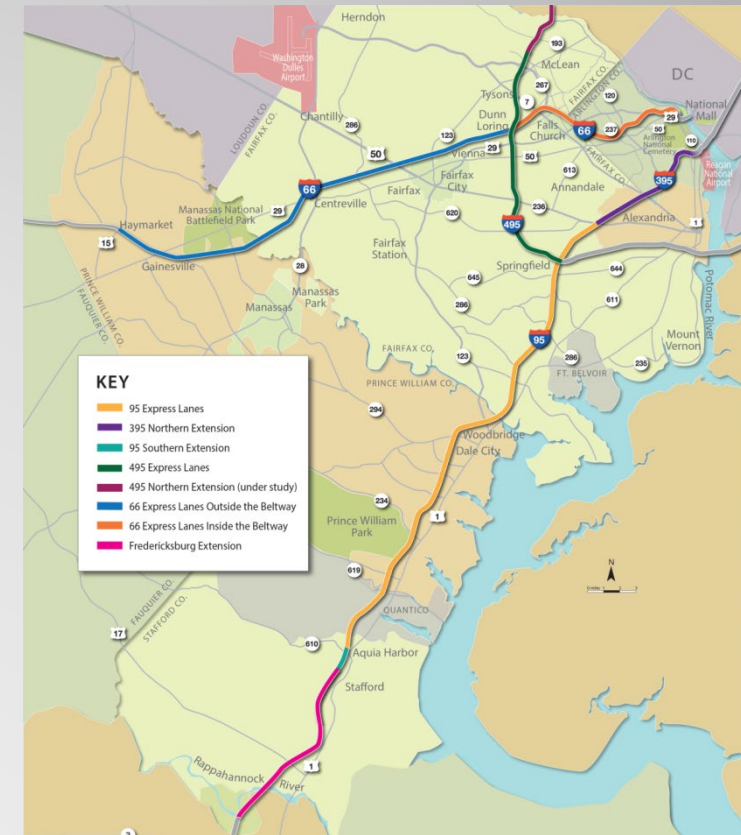 Herndon
193
Washington
Dulles
Airport
McLean
267
FAIRFAX CO.
ARLINGTON CO.
120
DC
Tysons
7
National
Mall
LOUDOUN CO.
FAIRFAX CO.
Chantilly
286
Dunn
Loring
123
50
Vienna
29
Falls
Church
66
237
29
50
Arlington
National
Cemetery
110
FAIRFAX CO.
Reagan
National
Airport
50
613
395
66
Fairfax
Fairfax
City
Annandale
Centreville
29
Manassas National
Battlefield Park
Haymarket
15
Gainesville
620
236
495
Alexandria
1
Fairfax
Station
28
Springfield
644
645
611
PRINCE WILLIAM CO.
FAUQUIER CO.
Manassas
Park
Manassas
286
Potomac River
95
Mount
Vernon
FAIRFAX CO.
PRINCE WILLIAM CO.
123
286
235
FT. BELVOIR
KEY
95 Express Lanes
395 Northern Extension
95 Southern Extension
495 Express Lanes
495 Northern Extension (under study)
66 Express Lanes Outside the Beltway
66 Express Lanes Inside the Beltway
Fredericksburg Extension
294
Woodbridge
Dale City
234
1
Prince William
Park
N
619
FAUQUIER CO.
STAFFORD CO.
QUANTICO
17
610
Aquia Harbor
Stafford
1
Rappahannock
River